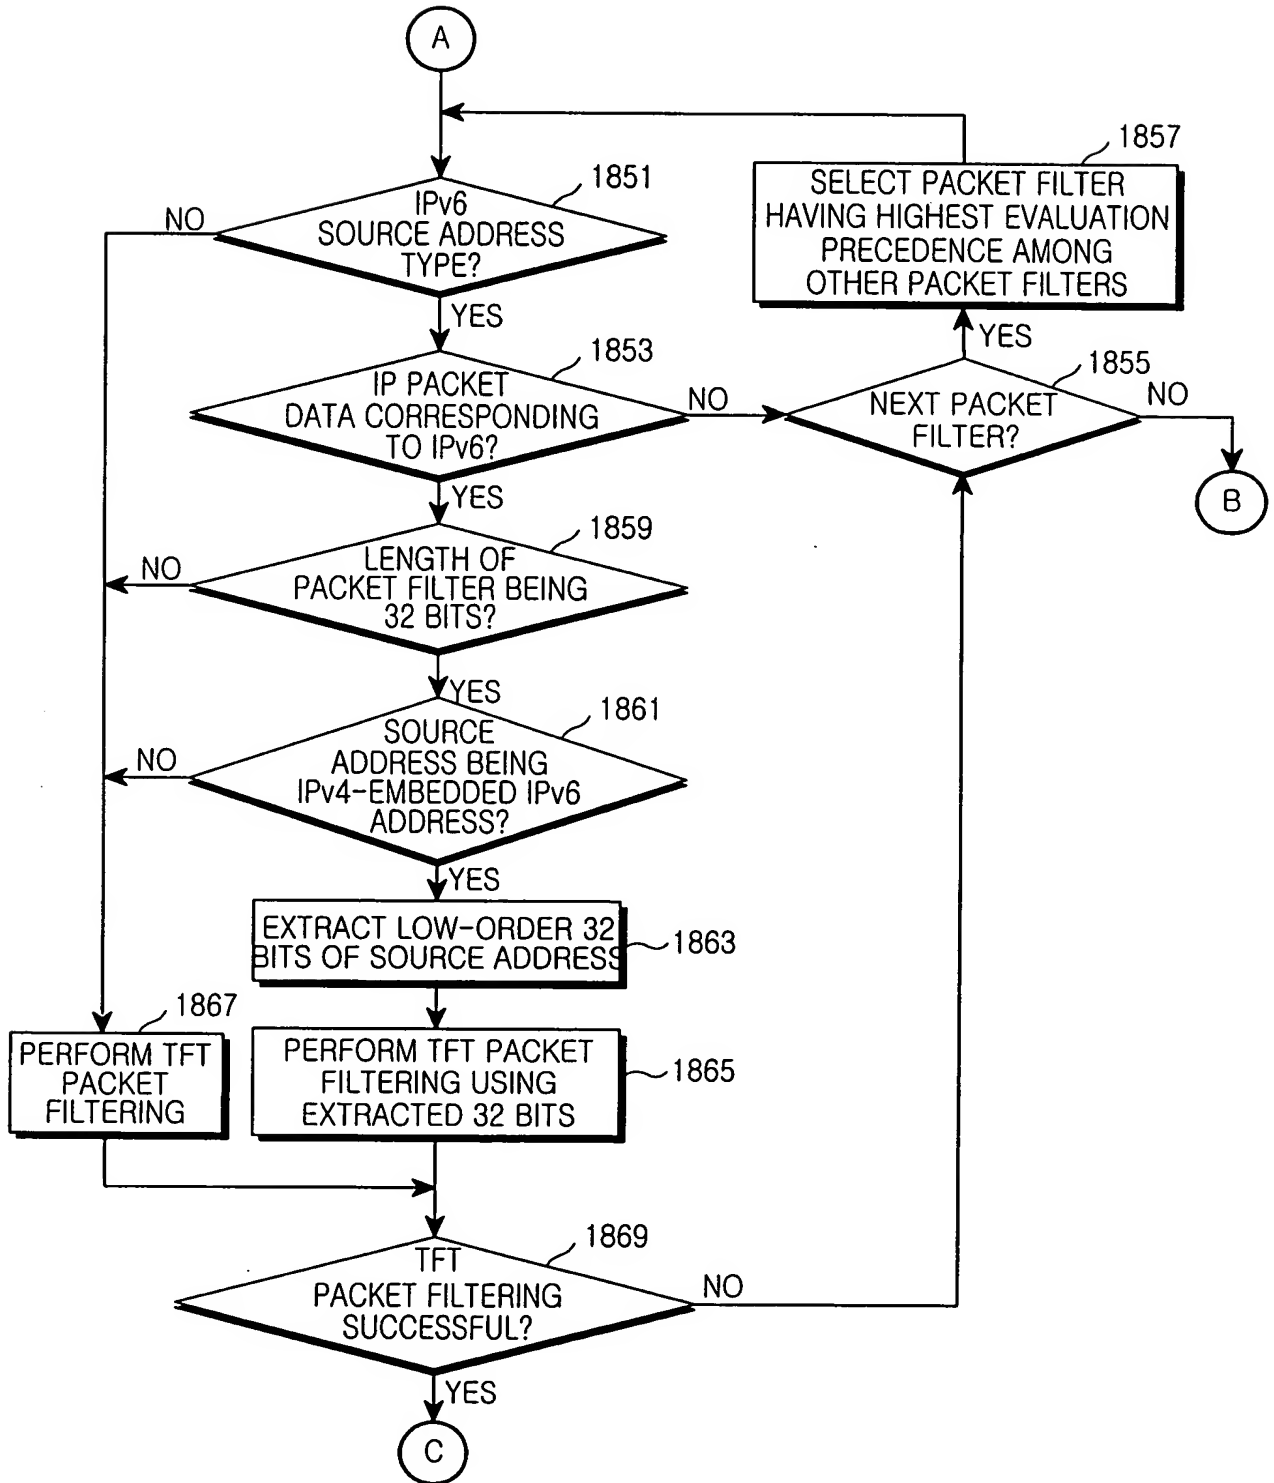 A
1857
SELECT PACKET FILTER
HAVING HIGHEST EVALUATION
PRECEDENCE AMONG
OTHER PACKET FILTERS
1851
IPv6
SOURCE ADDRESS
TYPE?
NO
YES
YES
1853
IP PACKET
DATA CORRESPONDING
TO IPv6?
NO
1855
NEXT PACKET
FILTER?
NO
B
YES
1859
LENGTH OF
PACKET FILTER BEING
32 BITS?
NO
YES
1861
SOURCE
ADDRESS BEING
IPv4-EMBEDDED IPv6
ADDRESS?
NO
YES
EXTRACT LOW-ORDER 32
BITS OF SOURCE ADDRESS
1863
1867
PERFORM TFT
PACKET
FILTERING
PERFORM TFT PACKET
FILTERING USING
EXTRACTED 32 BITS
1865
1869
TFT
PACKET FILTERING
SUCCESSFUL?
NO
YES
C